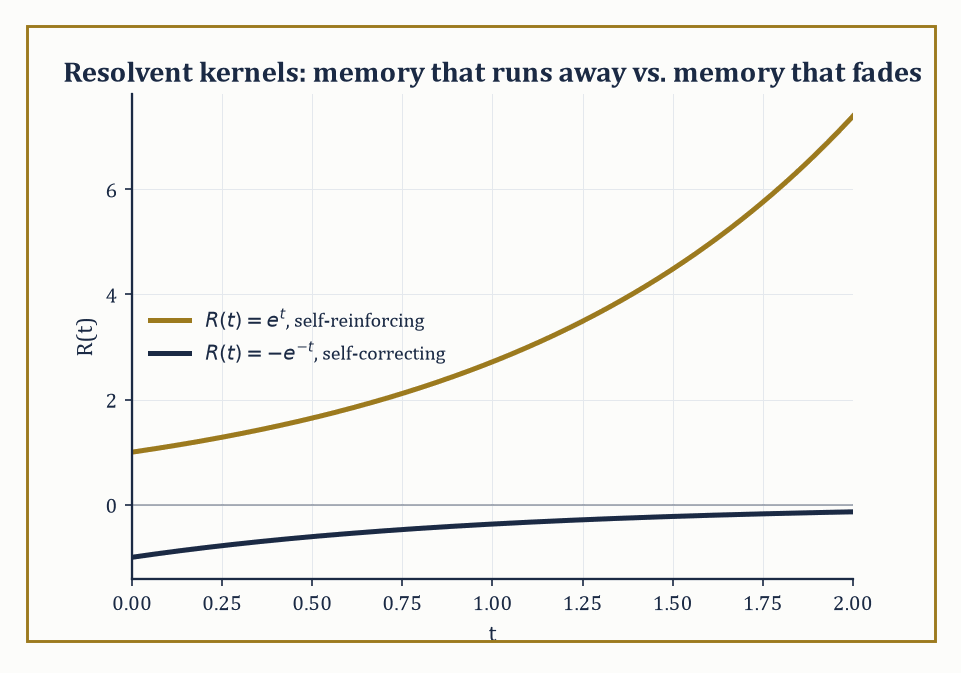 Resolvent kernels: memory that runs away vs. memory that fades
R(t)
6
4
2
0
R(t) = e^t, self-reinforcing
R(t) = −e^{−t}, self-correcting
0.00 0.25 0.50 0.75 1.00 1.25 1.50 1.75 2.00
t